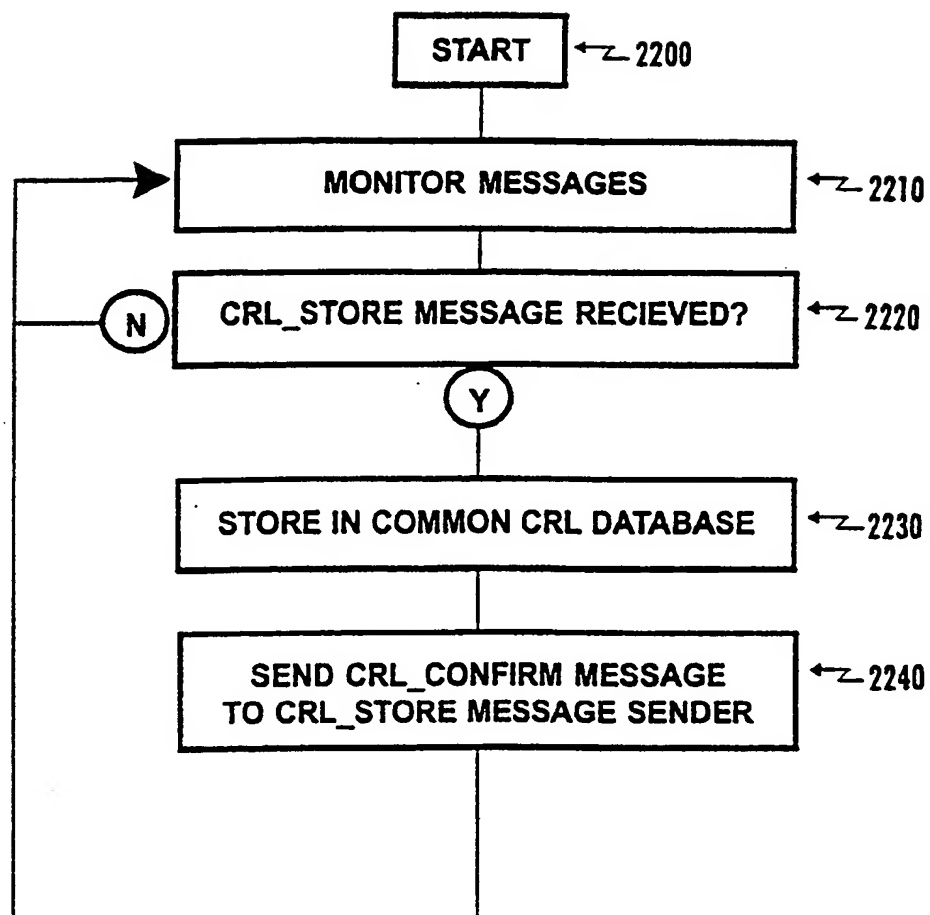 START
2200
MONITOR MESSAGES
2210
CRL_STORE MESSAGE RECIEVED?
2220
N
Y
STORE IN COMMON CRL DATABASE
2230
SEND CRL_CONFIRM MESSAGE
TO CRL_STORE MESSAGE SENDER
2240